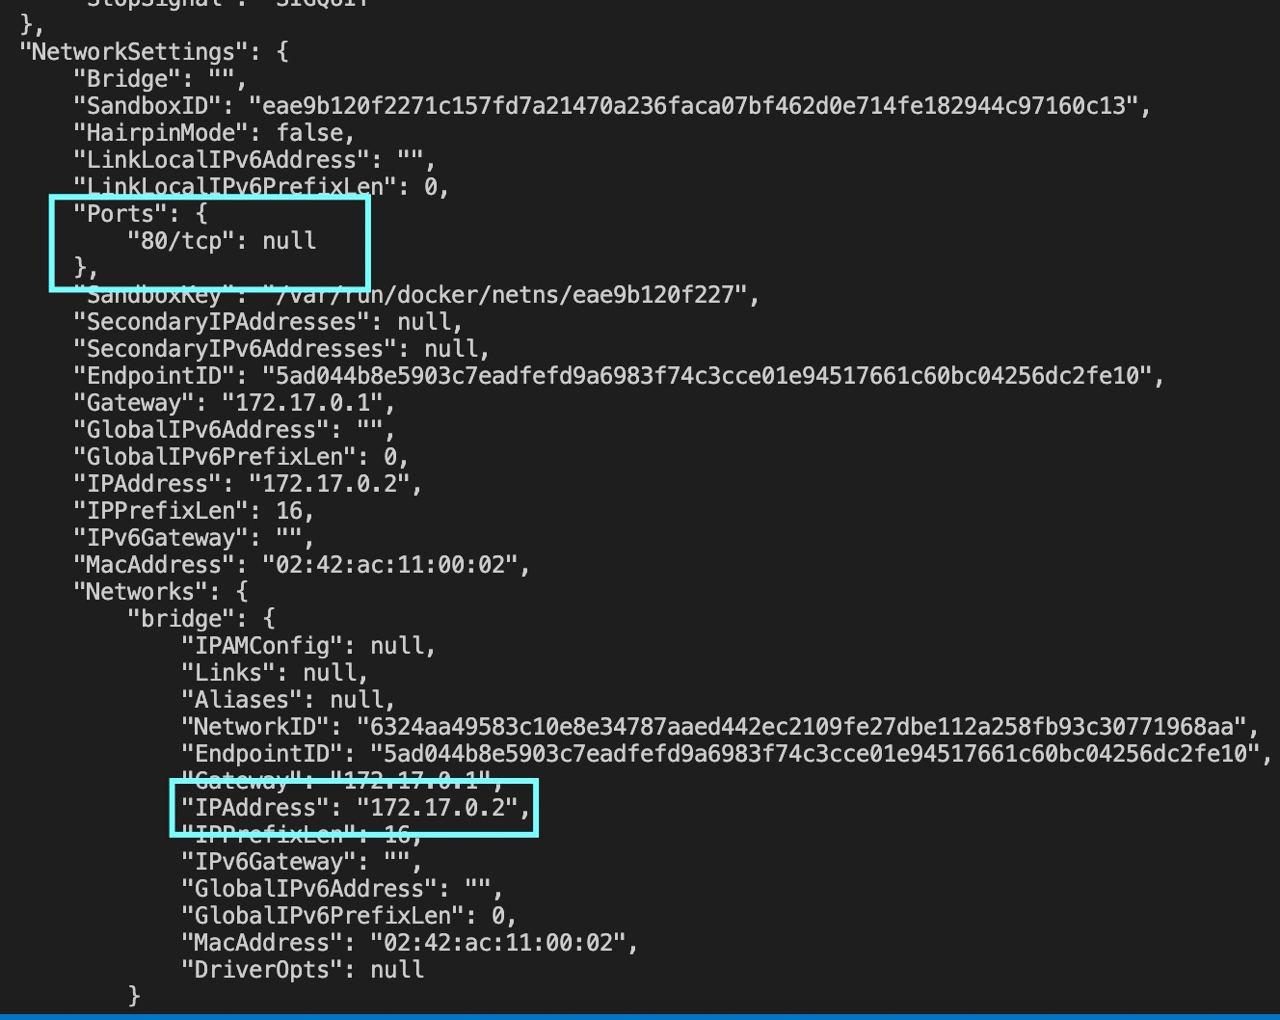 "StopSignal": "SIGQUIT"
},
"NetworkSettings": {
"Bridge": "",
"SandboxID": "eae9b120f2271c157fd7a21470a236faca07bf462d0e714fe182944c97160c13",
"HairpinMode": false,
"LinkLocalIPv6Address": "",
"LinkLocalIPv6PrefixLen": 0,
"Ports": {
"80/tcp": null
},
"SandboxKey": "/var/run/docker/netns/eae9b120f227",
"SecondaryIPAddresses": null,
"SecondaryIPv6Addresses": null,
"EndpointID": "5ad044b8e5903c7eadfefd9a6983f74c3cce01e94517661c60bc04256dc2fe10",
"Gateway": "172.17.0.1",
"GlobalIPv6Address": "",
"GlobalIPv6PrefixLen": 0,
"IPAddress": "172.17.0.2",
"IPPrefixLen": 16,
"IPv6Gateway": "",
"MacAddress": "02:42:ac:11:00:02",
"Networks": {
"bridge": {
"IPAMConfig": null,
"Links": null,
"Aliases": null,
"NetworkID": "6324aa49583c10e8e34787aaed442ec2109fe27dbe112a258fb93c30771968aa",
"EndpointID": "5ad044b8e5903c7eadfefd9a6983f74c3cce01e94517661c60bc04256dc2fe10",
"Gateway": "172.17.0.1",
"IPAddress": "172.17.0.2",
"IPPrefixLen": 16,
"IPv6Gateway": "",
"GlobalIPv6Address": "",
"GlobalIPv6PrefixLen": 0,
"MacAddress": "02:42:ac:11:00:02",
"DriverOpts": null
}